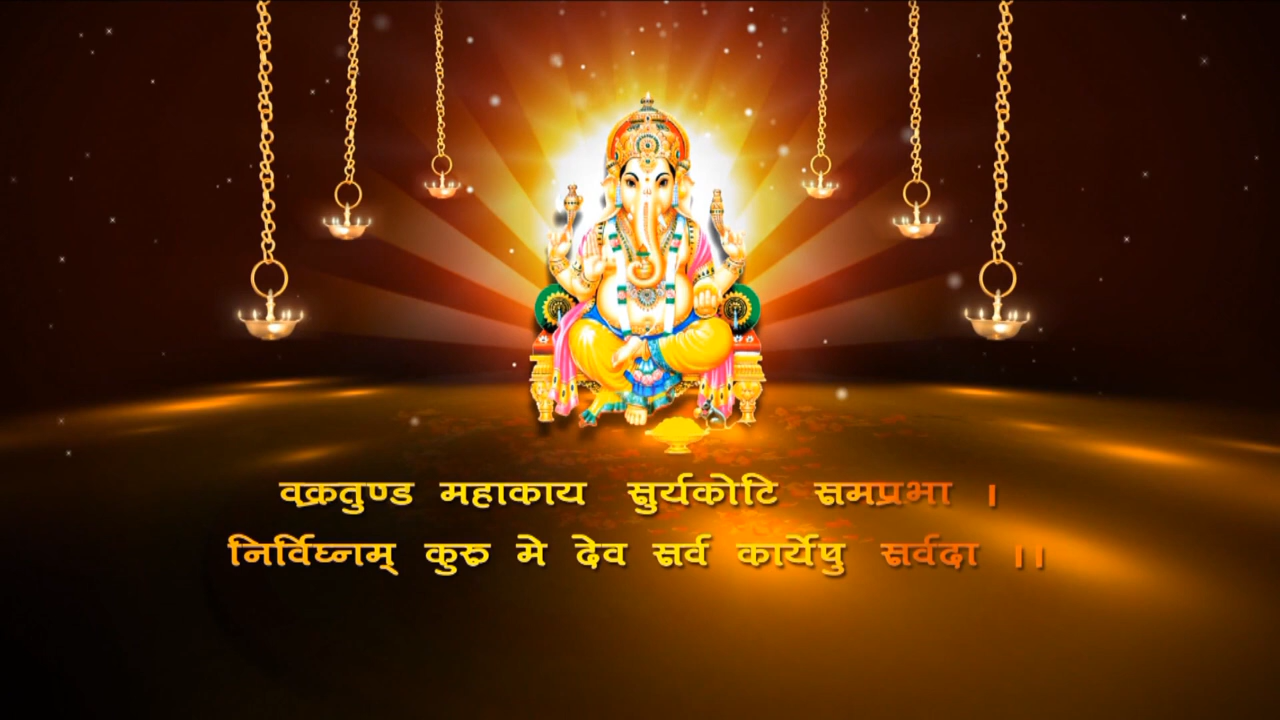 वक्रतुण्ड महाकाय सुर्यकोटि समप्रभा ।
निर्विघ्नम् कुरु मे देव सर्व कार्येषु सर्वदा ।।